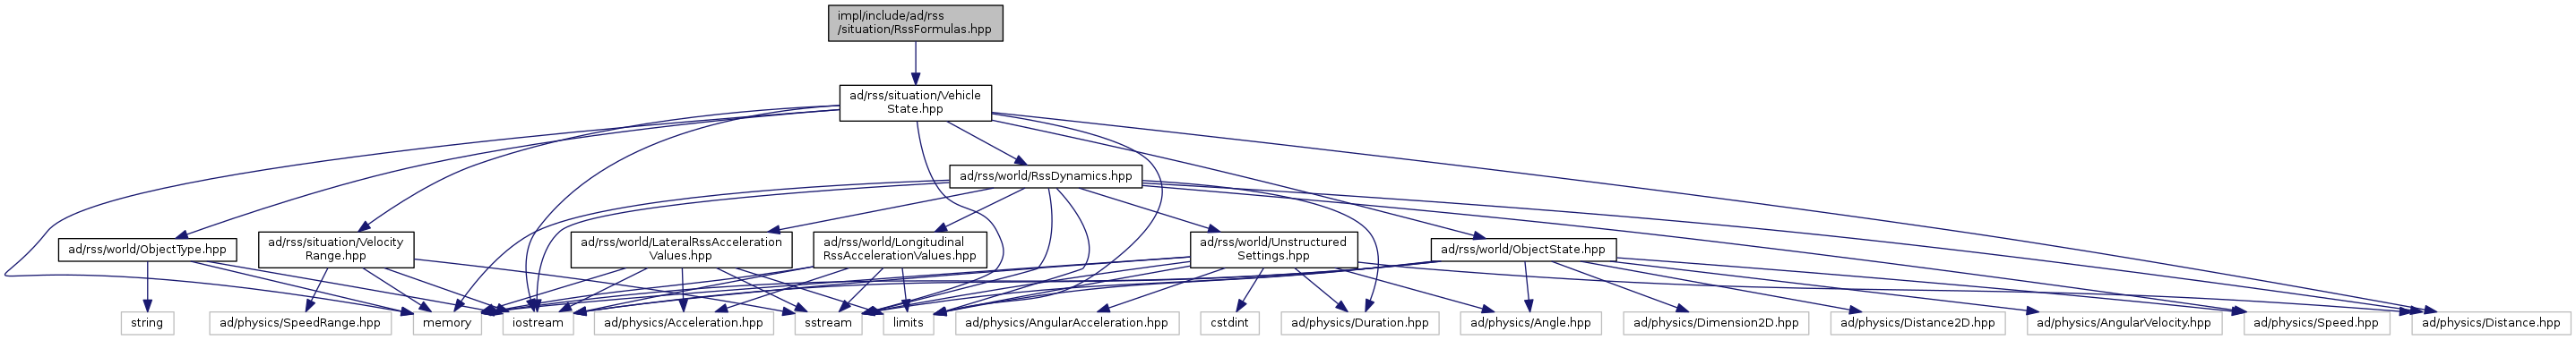 impl/include/ad/rss
/situation/RssFormulas.hpp
ad/rss/situation/Vehicle
State.hpp
ad/rss/world/RssDynamics.hpp
ad/rss/world/ObjectType.hpp
ad/rss/situation/Velocity
Range.hpp
ad/rss/world/LateralRssAcceleration
Values.hpp
ad/rss/world/Longitudinal
RssAccelerationValues.hpp
ad/rss/world/Unstructured
Settings.hpp
ad/rss/world/ObjectState.hpp
string
ad/physics/SpeedRange.hpp
memory
iostream
ad/physics/Acceleration.hpp
sstream
limits
ad/physics/AngularAcceleration.hpp
cstdint
ad/physics/Duration.hpp
ad/physics/Angle.hpp
ad/physics/Dimension2D.hpp
ad/physics/Distance2D.hpp
ad/physics/AngularVelocity.hpp
ad/physics/Speed.hpp
ad/physics/Distance.hpp